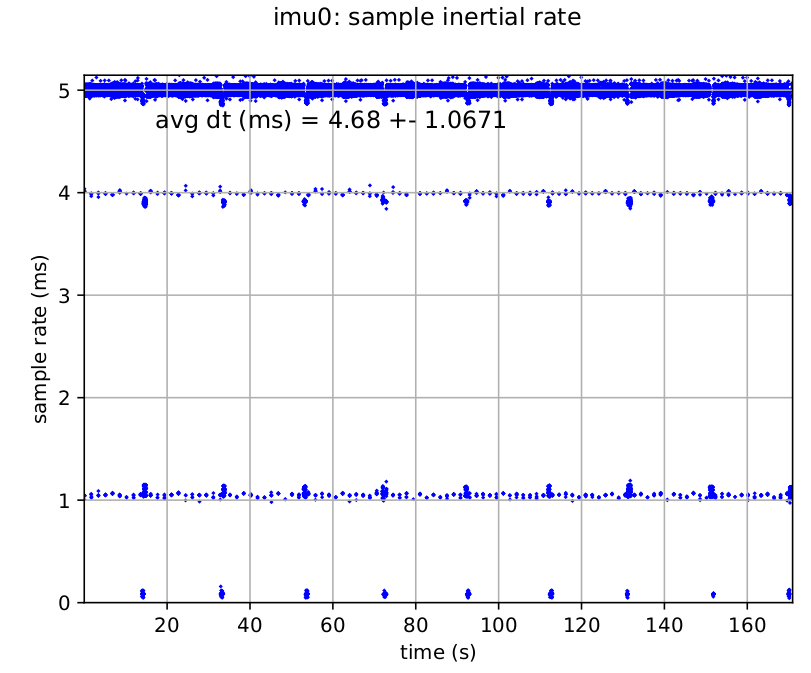 imu0: sample inertial rate
avg dt (ms) = 4.68 +- 1.0671
sample rate (ms)
5
4
3
2
1
0
20 40 60 80 100 120 140 160
time (s)